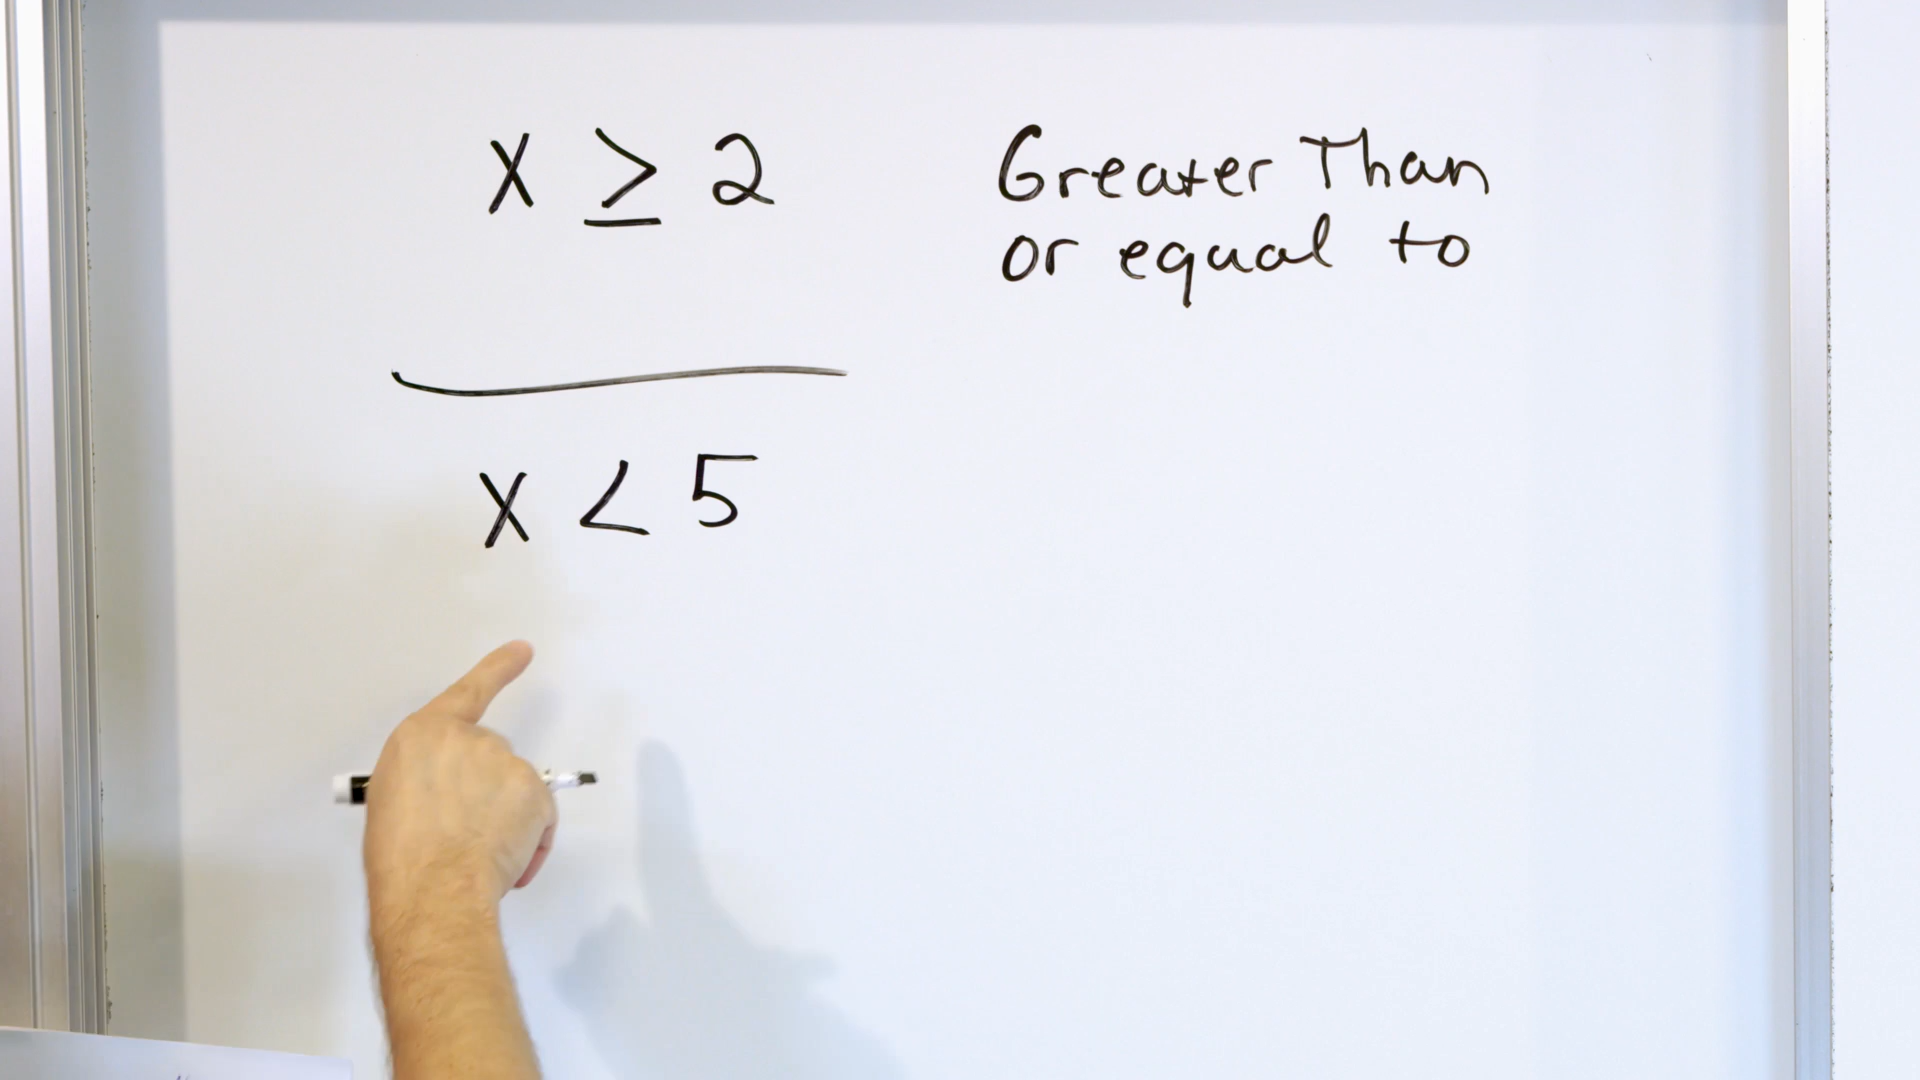 x ≥ 2
Greater Than
or equal to
x < 5